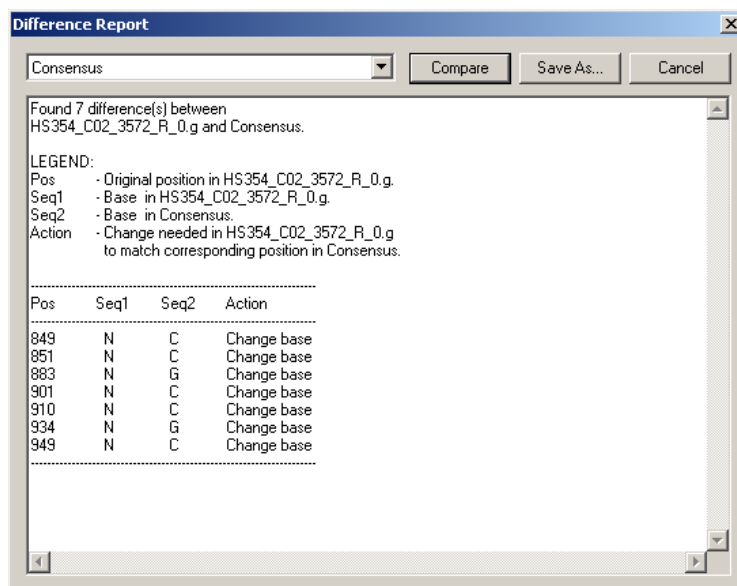 Difference Report
Consensus Compare Save As... Cancel
Found 7 difference(s) between
HS354_C02_3572_R_0.g and Consensus.
LEGEND:
Pos - Original position in HS354_C02_3572_R_0.g.
Seq1 - Base in HS354_C02_3572_R_0.g.
Seq2 - Base in Consensus.
Action - Change needed in HS354_C02_3572_R_0.g
to match corresponding position in Consensus.
Pos Seq1 Seq2 Action
849 N C Change base
851 N C Change base
883 N G Change base
901 N C Change base
910 N C Change base
934 N G Change base
949 N C Change base